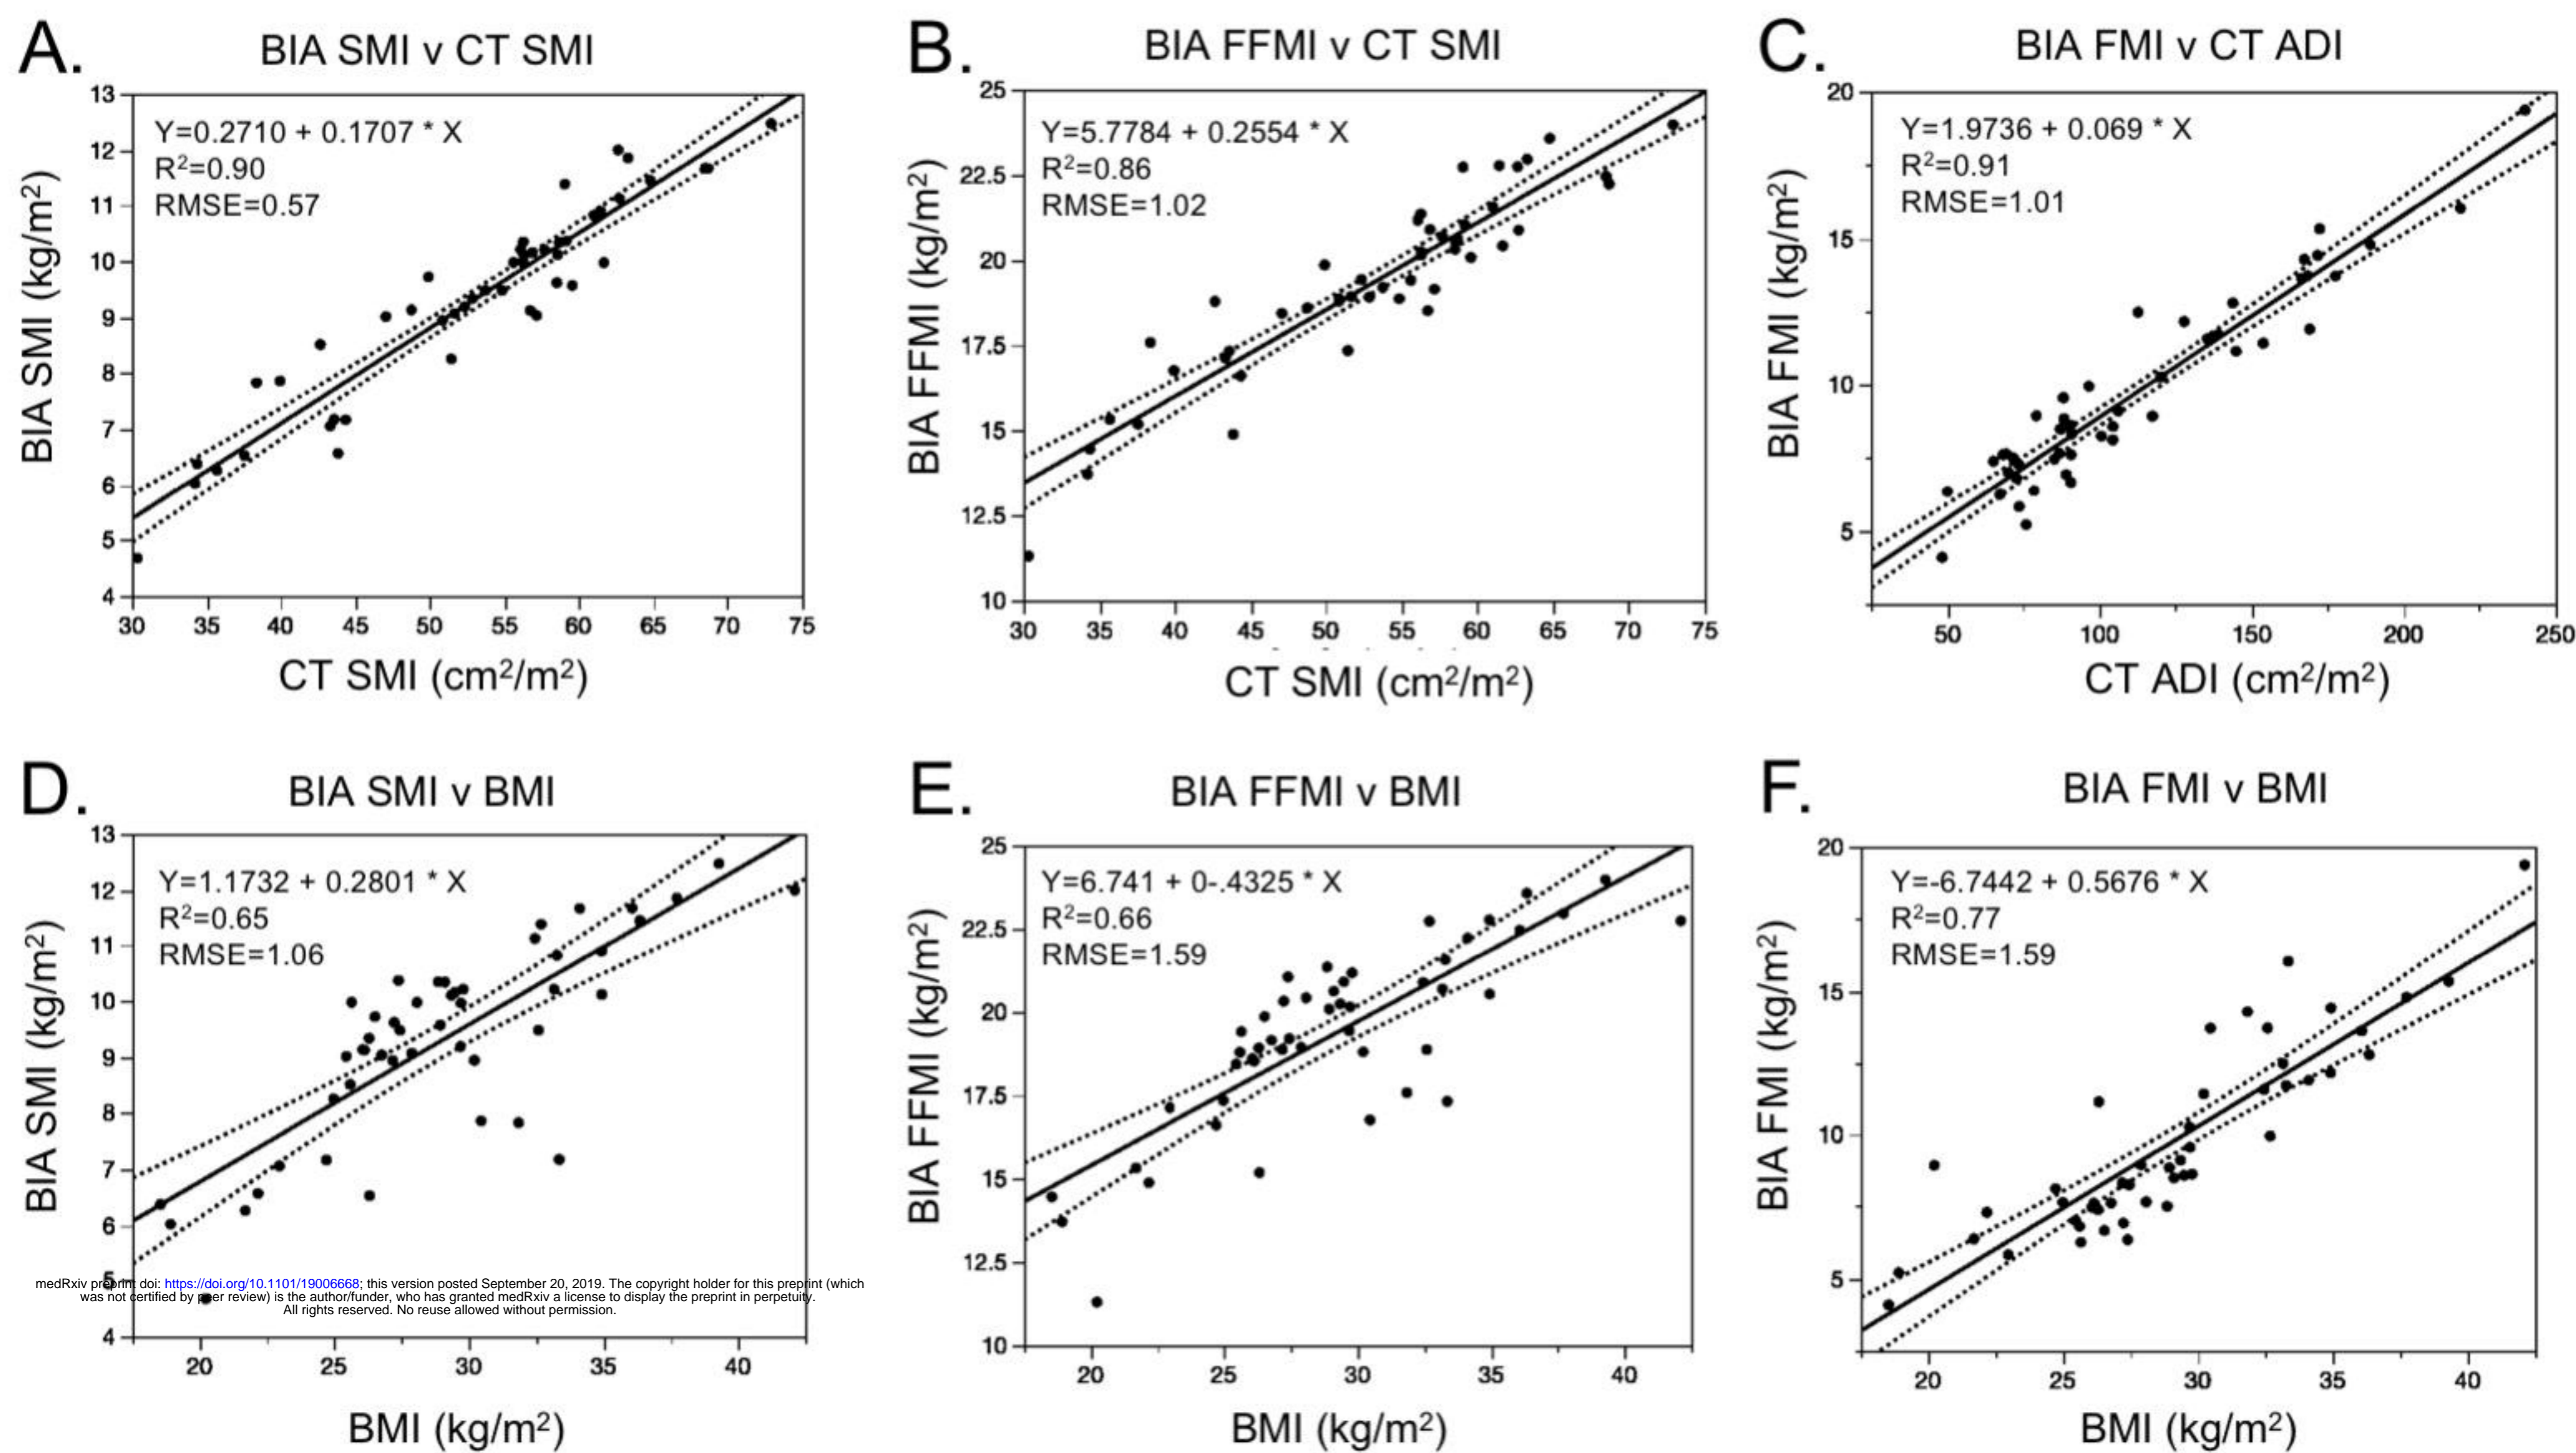 A. BIA SMI v CT SMI
Y=0.2710 + 0.1707 * X
R²=0.90
RMSE=0.57
BIA SMI (kg/m²)
13
12
11
10
9
8
7
6
5
4
30 35 40 45 50 55 60 65 70 75
CT SMI (cm²/m²)
B. BIA FFMI v CT SMI
Y=5.7784 + 0.2554 * X
R²=0.86
RMSE=1.02
BIA FFMI (kg/m²)
25
22.5
20
17.5
15
12.5
10
30 35 40 45 50 55 60 65 70 75
CT SMI (cm²/m²)
C. BIA FMI v CT ADI
Y=1.9736 + 0.069 * X
R²=0.91
RMSE=1.01
BIA FMI (kg/m²)
20
15
10
5
50 100 150 200 250
CT ADI (cm²/m²)
D. BIA SMI v BMI
Y=1.1732 + 0.2801 * X
R²=0.65
RMSE=1.06
BIA SMI (kg/m²)
13
12
11
10
9
8
7
6
5
4
20 25 30 35 40
BMI (kg/m²)
medRxiv preprint doi: https://doi.org/10.1101/19006668; this version posted September 20, 2019. The copyright holder for this preprint (which
was not certified by peer review) is the author/funder, who has granted medRxiv a license to display the preprint in perpetuity.
All rights reserved. No reuse allowed without permission.
E. BIA FFMI v BMI
Y=6.741 + 0-.4325 * X
R²=0.66
RMSE=1.59
BIA FFMI (kg/m²)
25
22.5
20
17.5
15
12.5
10
20 25 30 35 40
BMI (kg/m²)
F. BIA FMI v BMI
Y=-6.7442 + 0.5676 * X
R²=0.77
RMSE=1.59
BIA FMI (kg/m²)
20
15
10
5
20 25 30 35 40
BMI (kg/m²)